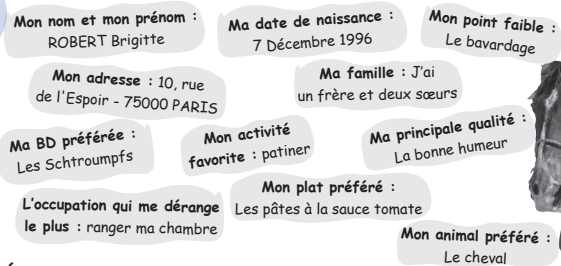 Mon nom et mon prénom :
ROBERT Brigitte
Ma date de naissance :
7 Décembre 1996
Mon point faible :
Le bavardage
Mon adresse : 10, rue
de l'Espoir - 75000 PARIS
Ma famille : J'ai
un frère et deux sœurs
Ma BD préférée :
Les Schtroumpfs
Mon activité
favorite : patiner
Ma principale qualité :
La bonne humeur
L'occupation qui me dérange
le plus : ranger ma chambre
Mon plat préféré :
Les pâtes à la sauce tomate
Mon animal préféré :
Le cheval